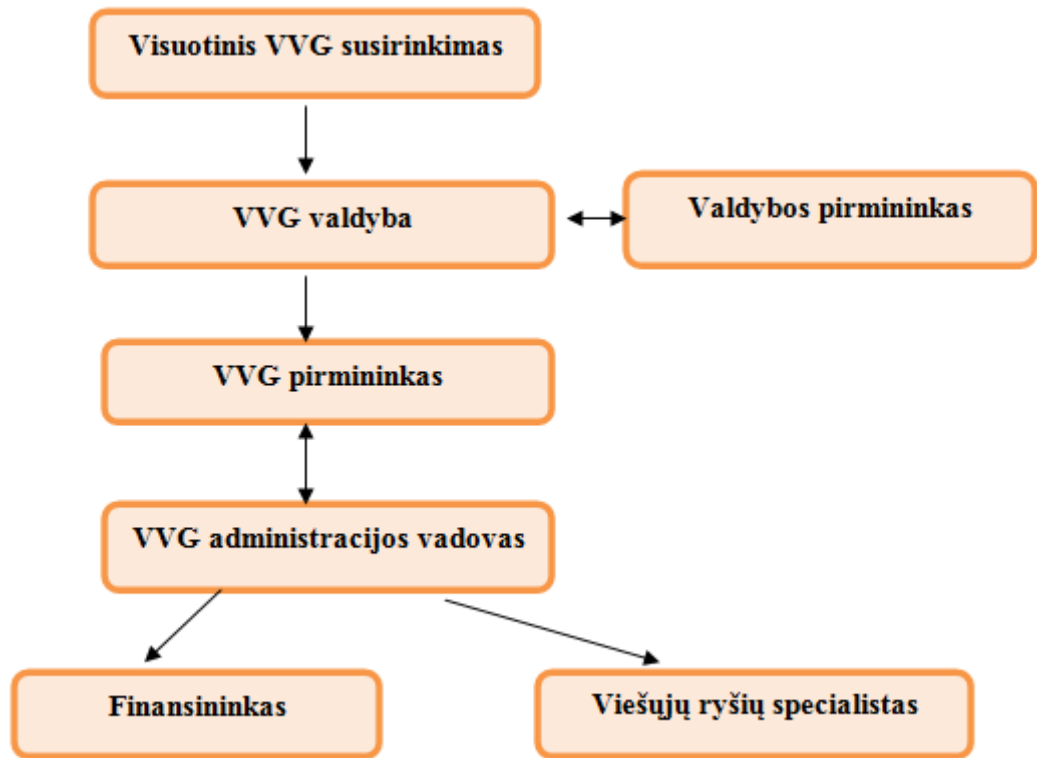 Visuotinis VVG susirinkimas
VVG valdyba
Valdybos pirmininkas
VVG pirmininkas
VVG administracijos vadovas
Finansininkas
Viešųjų ryšių specialistas